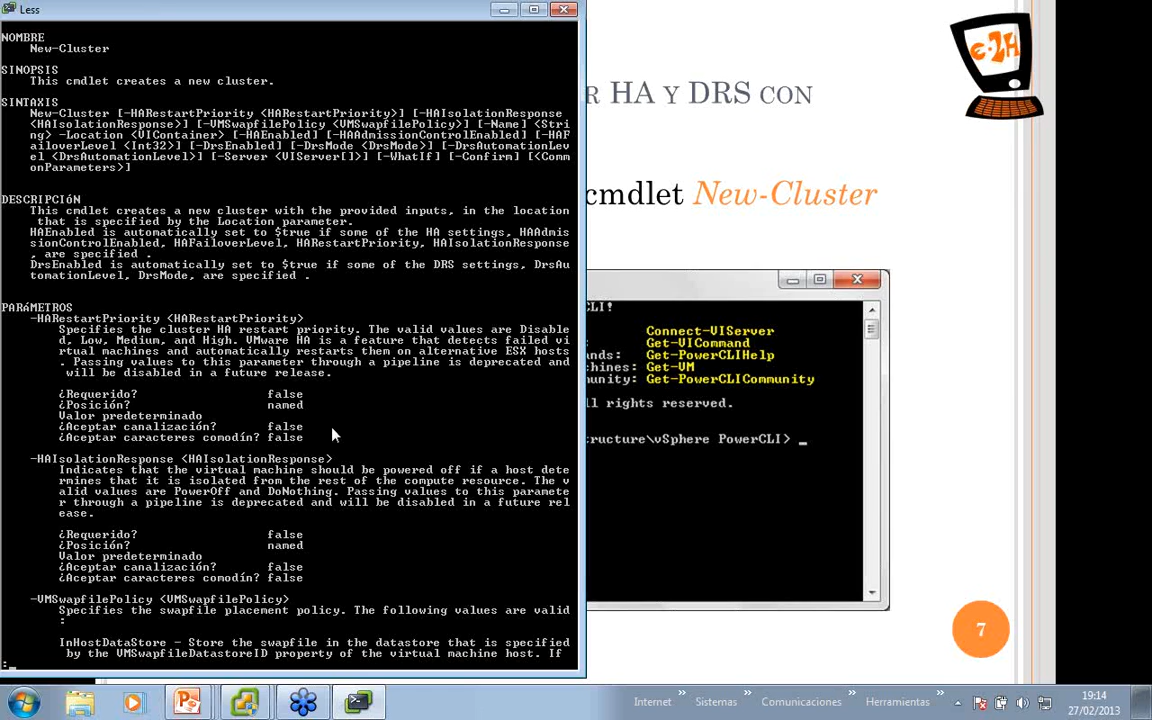 Less
NOMBRE
New-Cluster
SINOPSIS
This cmdlet creates a new cluster.
SINTAXIS
New-Cluster [-HARestartPriority <HARestartPriority>] [-HAIsolationResponse
<HAIsolationResponse>] [-VMSwapfilePolicy <VMSwapfilePolicy>] [-Name] <Stri
ng> -Location <VIContainer> [-HAEnabled] [-HAAdmissionControlEnabled] [-HAF
ailoverLevel <Int32>] [-DrsEnabled] [-DrsMode <DrsMode>] [-DrsAutomationLev
el <DrsAutomationLevel>] [-Server <VIServer[]>] [-WhatIf] [-Confirm] [<Comm
onParameters>]
DESCRIPCIóN
This cmdlet creates a new cluster with the provided inputs, in the location
that is specified by the Location parameter.
HAEnabled is automatically set to $true if some of the HA settings, HAAdmis
sionControlEnabled, HAFailoverLevel, HARestartPriority, HAIsolationResponse
, are specified .
DrsEnabled is automatically set to $true if some of the DRS settings, DrsAu
tomationLevel, DrsMode, are specified .
PARáMETROS
-HARestartPriority <HARestartPriority>
Specifies the cluster HA restart priority. The valid values are Disable
d, Low, Medium, and High. VMware HA is a feature that detects failed vi
rtual machines and automatically restarts them on alternative ESX hosts
. Passing values to this parameter through a pipeline is deprecated and
will be disabled in a future release.
¿Requerido? false
¿Posición? named
Valor predeterminado
¿Aceptar canalización? false
¿Aceptar caracteres comodín? false
-HAIsolationResponse <HAIsolationResponse>
Indicates that the virtual machine should be powered off if a host dete
rmines that it is isolated from the rest of the compute resource. The v
alid values are PowerOff and DoNothing. Passing values to this paramete
r through a pipeline is deprecated and will be disabled in a future rel
ease.
¿Requerido? false
¿Posición? named
Valor predeterminado
¿Aceptar canalización? false
¿Aceptar caracteres comodín? false
-VMSwapfilePolicy <VMSwapfilePolicy>
Specifies the swapfile placement policy. The following values are valid
:
InHostDataStore - Store the swapfile in the datastore that is specified
by the VMSwapfileDatastoreID property of the virtual machine host. If
:
e-2H
R HA Y DRS CON
cmdlet New-Cluster
CLI!
Connect-VIServer
: Get-VICommand
ands: Get-PowerCLIHelp
chines: Get-VM
munity: Get-PowerCLICommunity
ll rights reserved.
tructure\vSphere PowerCLI> _
7
Internet » Sistemas » Comunicaciones » Herramientas »
19:14
27/02/2013